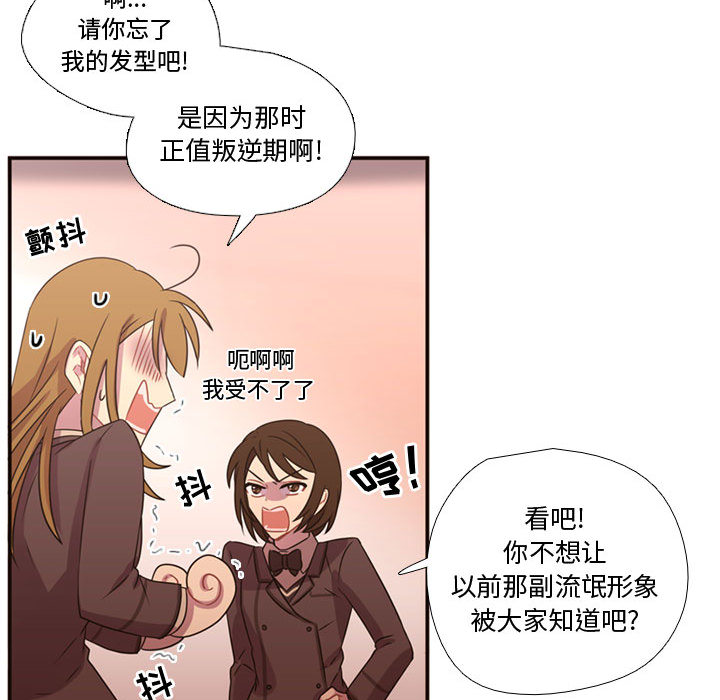 啊...
请你忘了
我的发型吧!
是因为那时
正值叛逆期啊!
颤抖
呃啊啊
我受不了了
抖
哼!
看吧!
你不想让
以前那副流氓形象
被大家知道吧?
抖